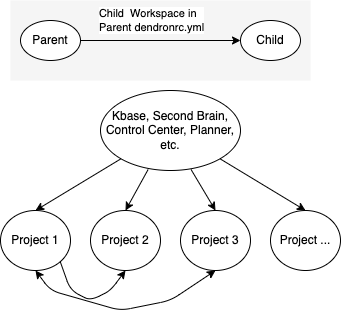 Child Workspace in
Parent dendronrc.yml
Parent
Child
Kbase, Second Brain,
Control Center, Planner,
etc.
Project 1
Project 2
Project 3
Project ...